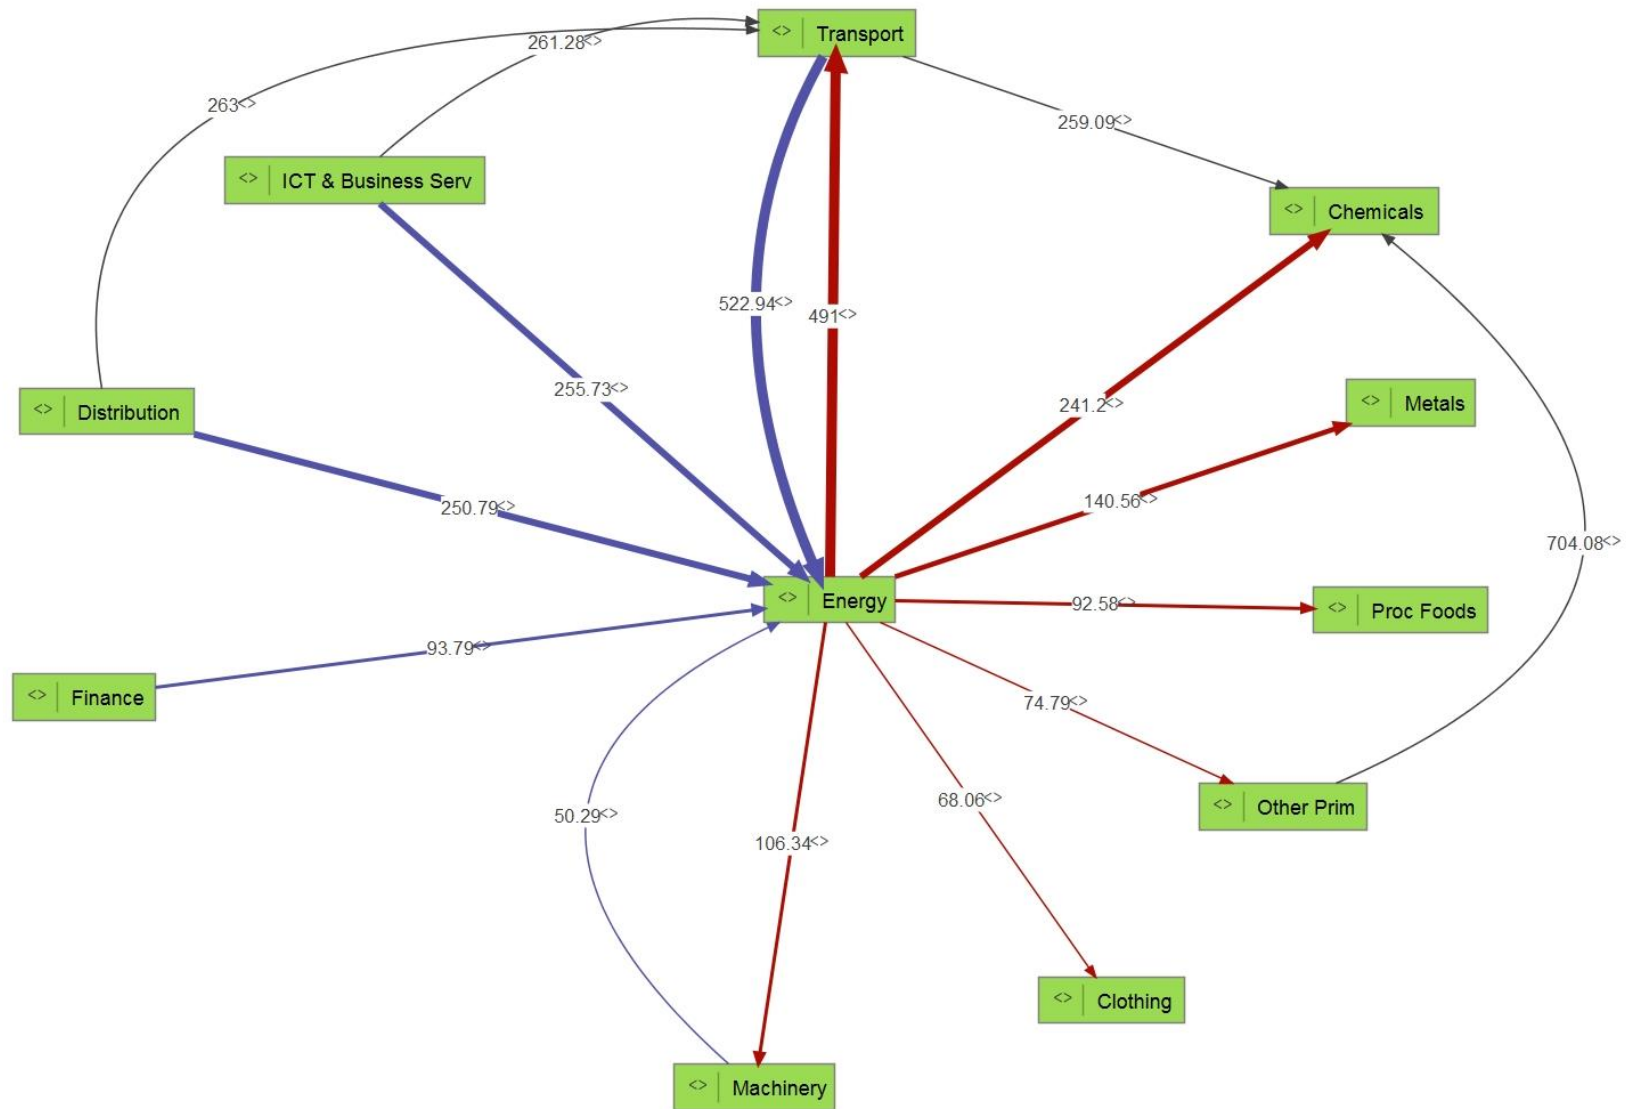 <> Transport
261.28<>
263<>
259.09<>
<> ICT & Business Serv
<> Chemicals
522.94<>
491<>
255.73<>
241.2<>
<> Metals
<> Distribution
140.56<>
250.79<>
704.08<>
<> Energy
92.58<>
<> Proc Foods
93.79<>
<> Finance
74.79<>
68.06<>
<> Other Prim
50.29<>
106.34<>
<> Clothing
<> Machinery